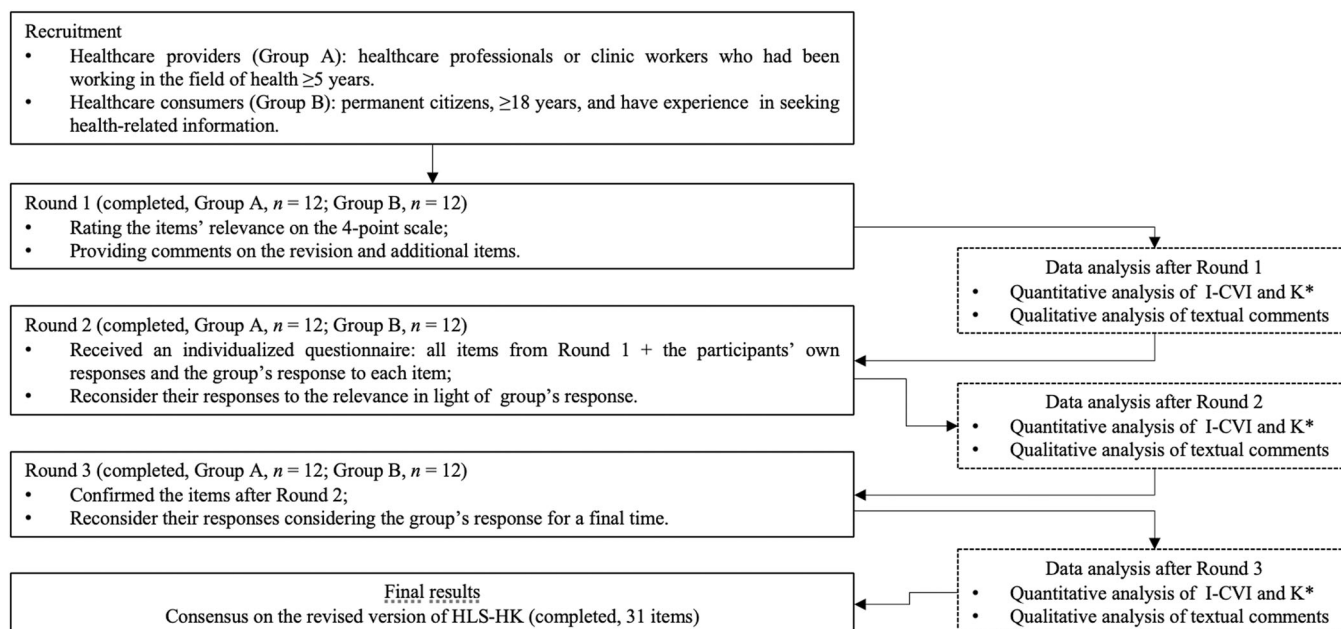 Recruitment
• Healthcare providers (Group A): healthcare professionals or clinic workers who had been
working in the field of health ≥5 years.
• Healthcare consumers (Group B): permanent citizens, ≥18 years, and have experience in seeking
health-related information.
Round 1 (completed, Group A, n = 12; Group B, n = 12)
• Rating the items’ relevance on the 4-point scale;
• Providing comments on the revision and additional items.
Data analysis after Round 1
• Quantitative analysis of I-CVI and K*
• Qualitative analysis of textual comments
Round 2 (completed, Group A, n = 12; Group B, n = 12)
• Received an individualized questionnaire: all items from Round 1 + the participants’ own
responses and the group’s response to each item;
• Reconsider their responses to the relevance in light of group’s response.
Data analysis after Round 2
• Quantitative analysis of I-CVI and K*
• Qualitative analysis of textual comments
Round 3 (completed, Group A, n = 12; Group B, n = 12)
• Confirmed the items after Round 2;
• Reconsider their responses considering the group’s response for a final time.
Data analysis after Round 3
• Quantitative analysis of I-CVI and K*
• Qualitative analysis of textual comments
Final results
Consensus on the revised version of HLS-HK (completed, 31 items)